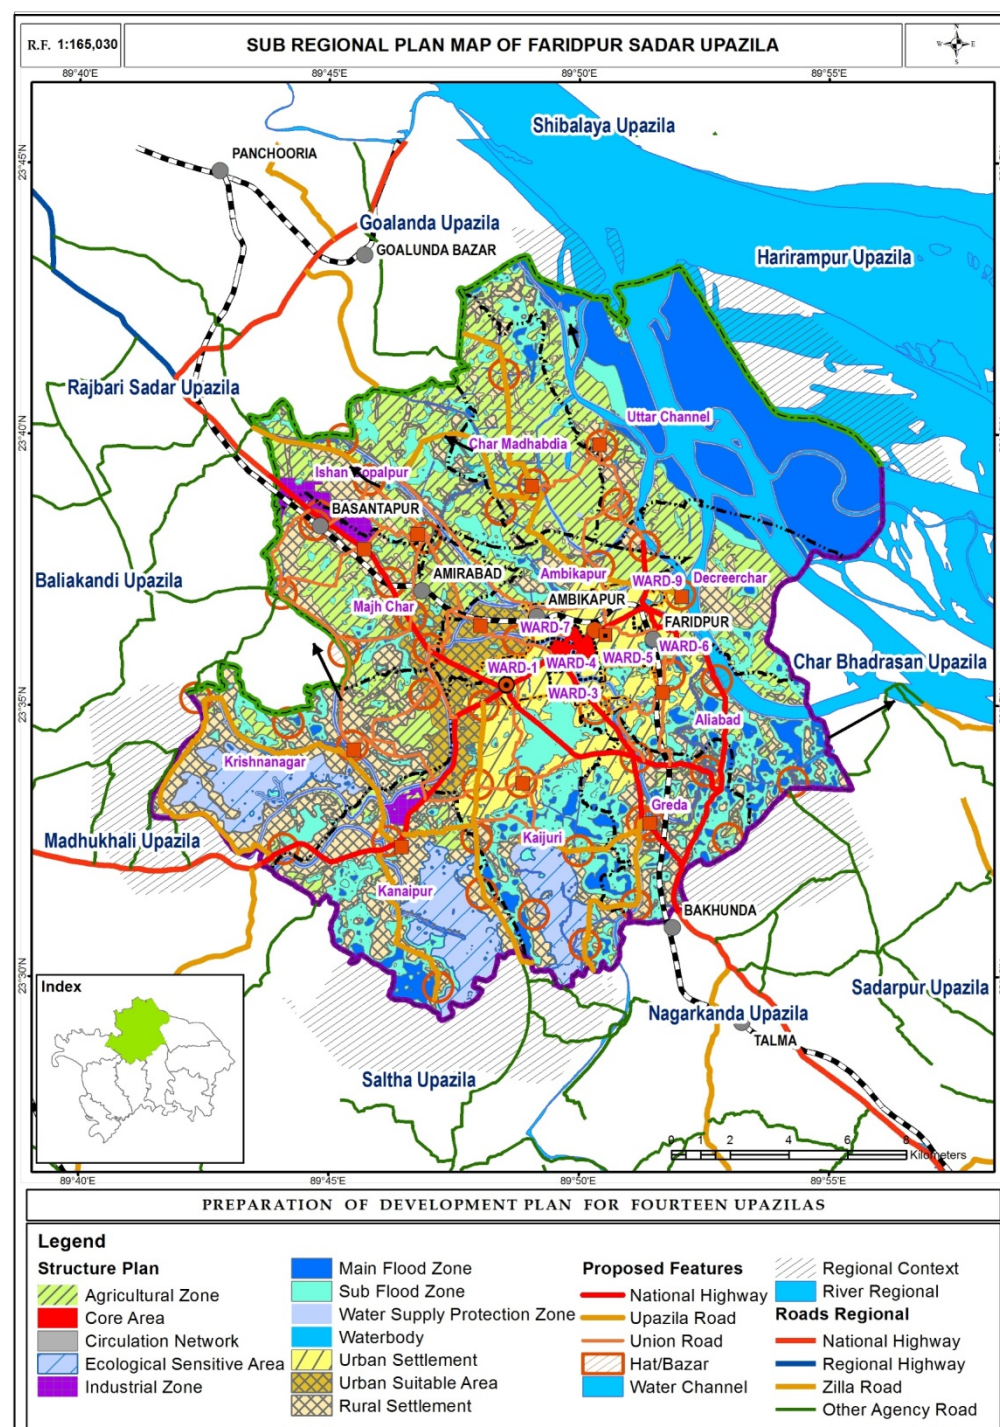 R.F. 1:165,030
SUB REGIONAL PLAN MAP OF FARIDPUR SADAR UPAZILA
N
W E
S
89°40'E 89°45'E 89°50'E 89°55'E
23°45'N
23°40'N
23°35'N
23°30'N
Shibalaya Upazila
PANCHOORIA
Goalanda Upazila
GOALUNDA BAZAR
Harirampur Upazila
Rajbari Sadar Upazila
Uttar Channel
Char Madhabdia
Ishan Gopalpur
BASANTAPUR
Baliakandi Upazila
AMIRABAD
Ambikapur
WARD-9
Decreerchar
Majh Char
AMBIKAPUR
FARIDPUR
WARD-7
WARD-6
WARD-1
WARD-4
WARD-5
Char Bhadrasan Upazila
WARD-3
Aliabad
Krishnanagar
Greda
Madhukhali Upazila
Kaijuri
Kanaipur
BAKHUNDA
Index
Sadarpur Upazila
Nagarkanda Upazila
TALMA
Saltha Upazila
0 1 2 4 6 8
Kilometers
89°40'E 89°45'E 89°50'E 89°55'E
PREPARATION OF DEVELOPMENT PLAN FOR FOURTEEN UPAZILAS
Legend
Structure Plan
Agricultural Zone
Core Area
Circulation Network
Ecological Sensitive Area
Industrial Zone
Main Flood Zone
Sub Flood Zone
Water Supply Protection Zone
Waterbody
Urban Settlement
Urban Suitable Area
Rural Settlement
Proposed Features
National Highway
Upazila Road
Union Road
Hat/Bazar
Water Channel
Regional Context
River Regional
Roads Regional
National Highway
Regional Highway
Zilla Road
Other Agency Road